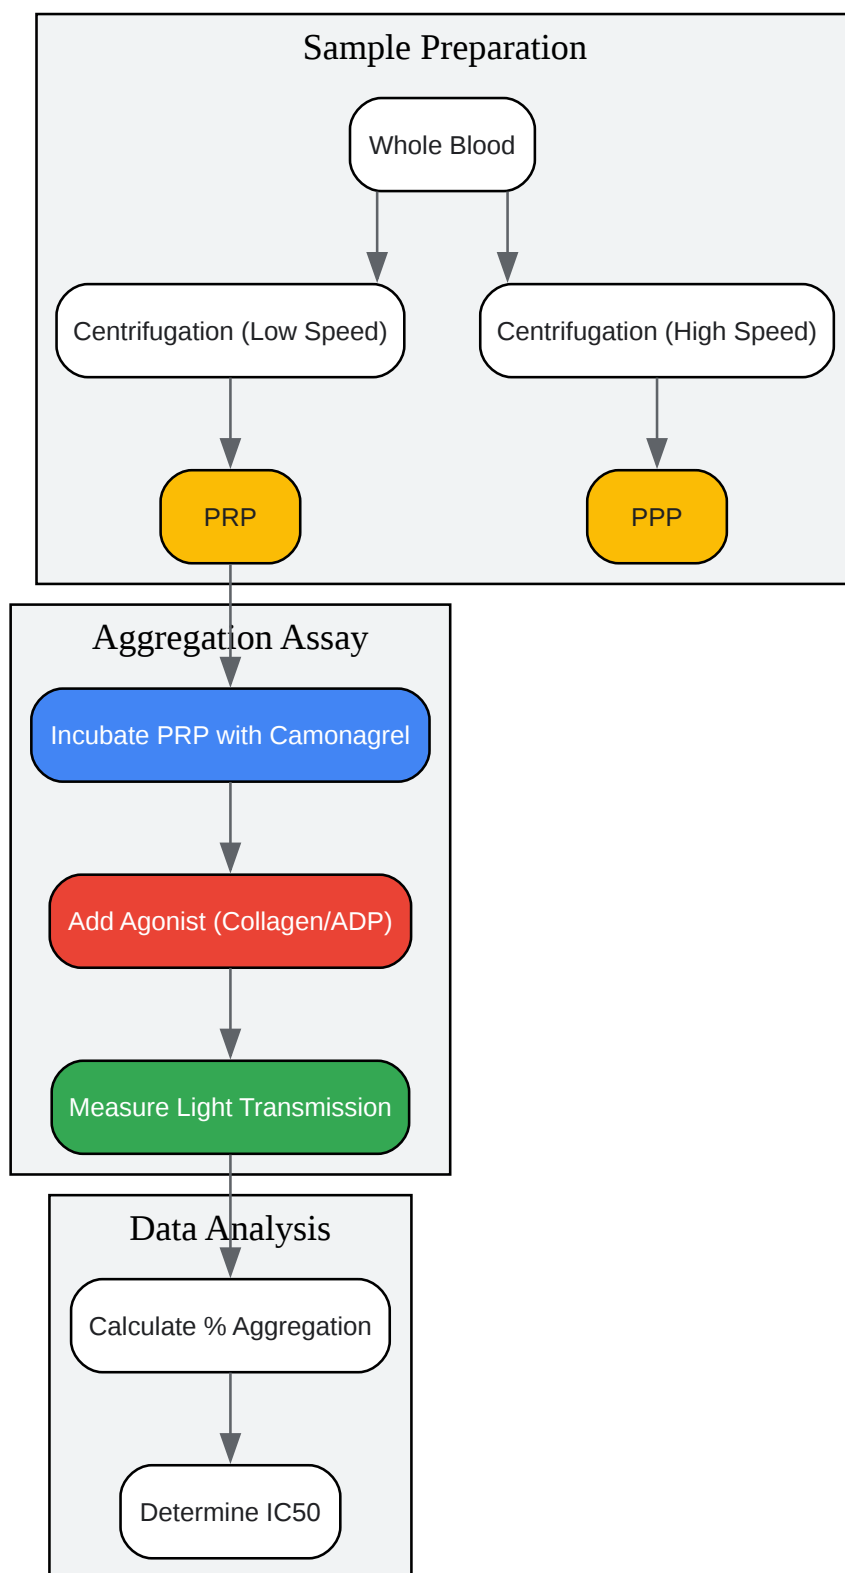 Sample Preparation
Whole Blood
Centrifugation (Low Speed)
Centrifugation (High Speed)
PRP
PPP
Aggregation Assay
Incubate PRP with Camonagrel
Add Agonist (Collagen/ADP)
Measure Light Transmission
Data Analysis
Calculate % Aggregation
Determine IC50